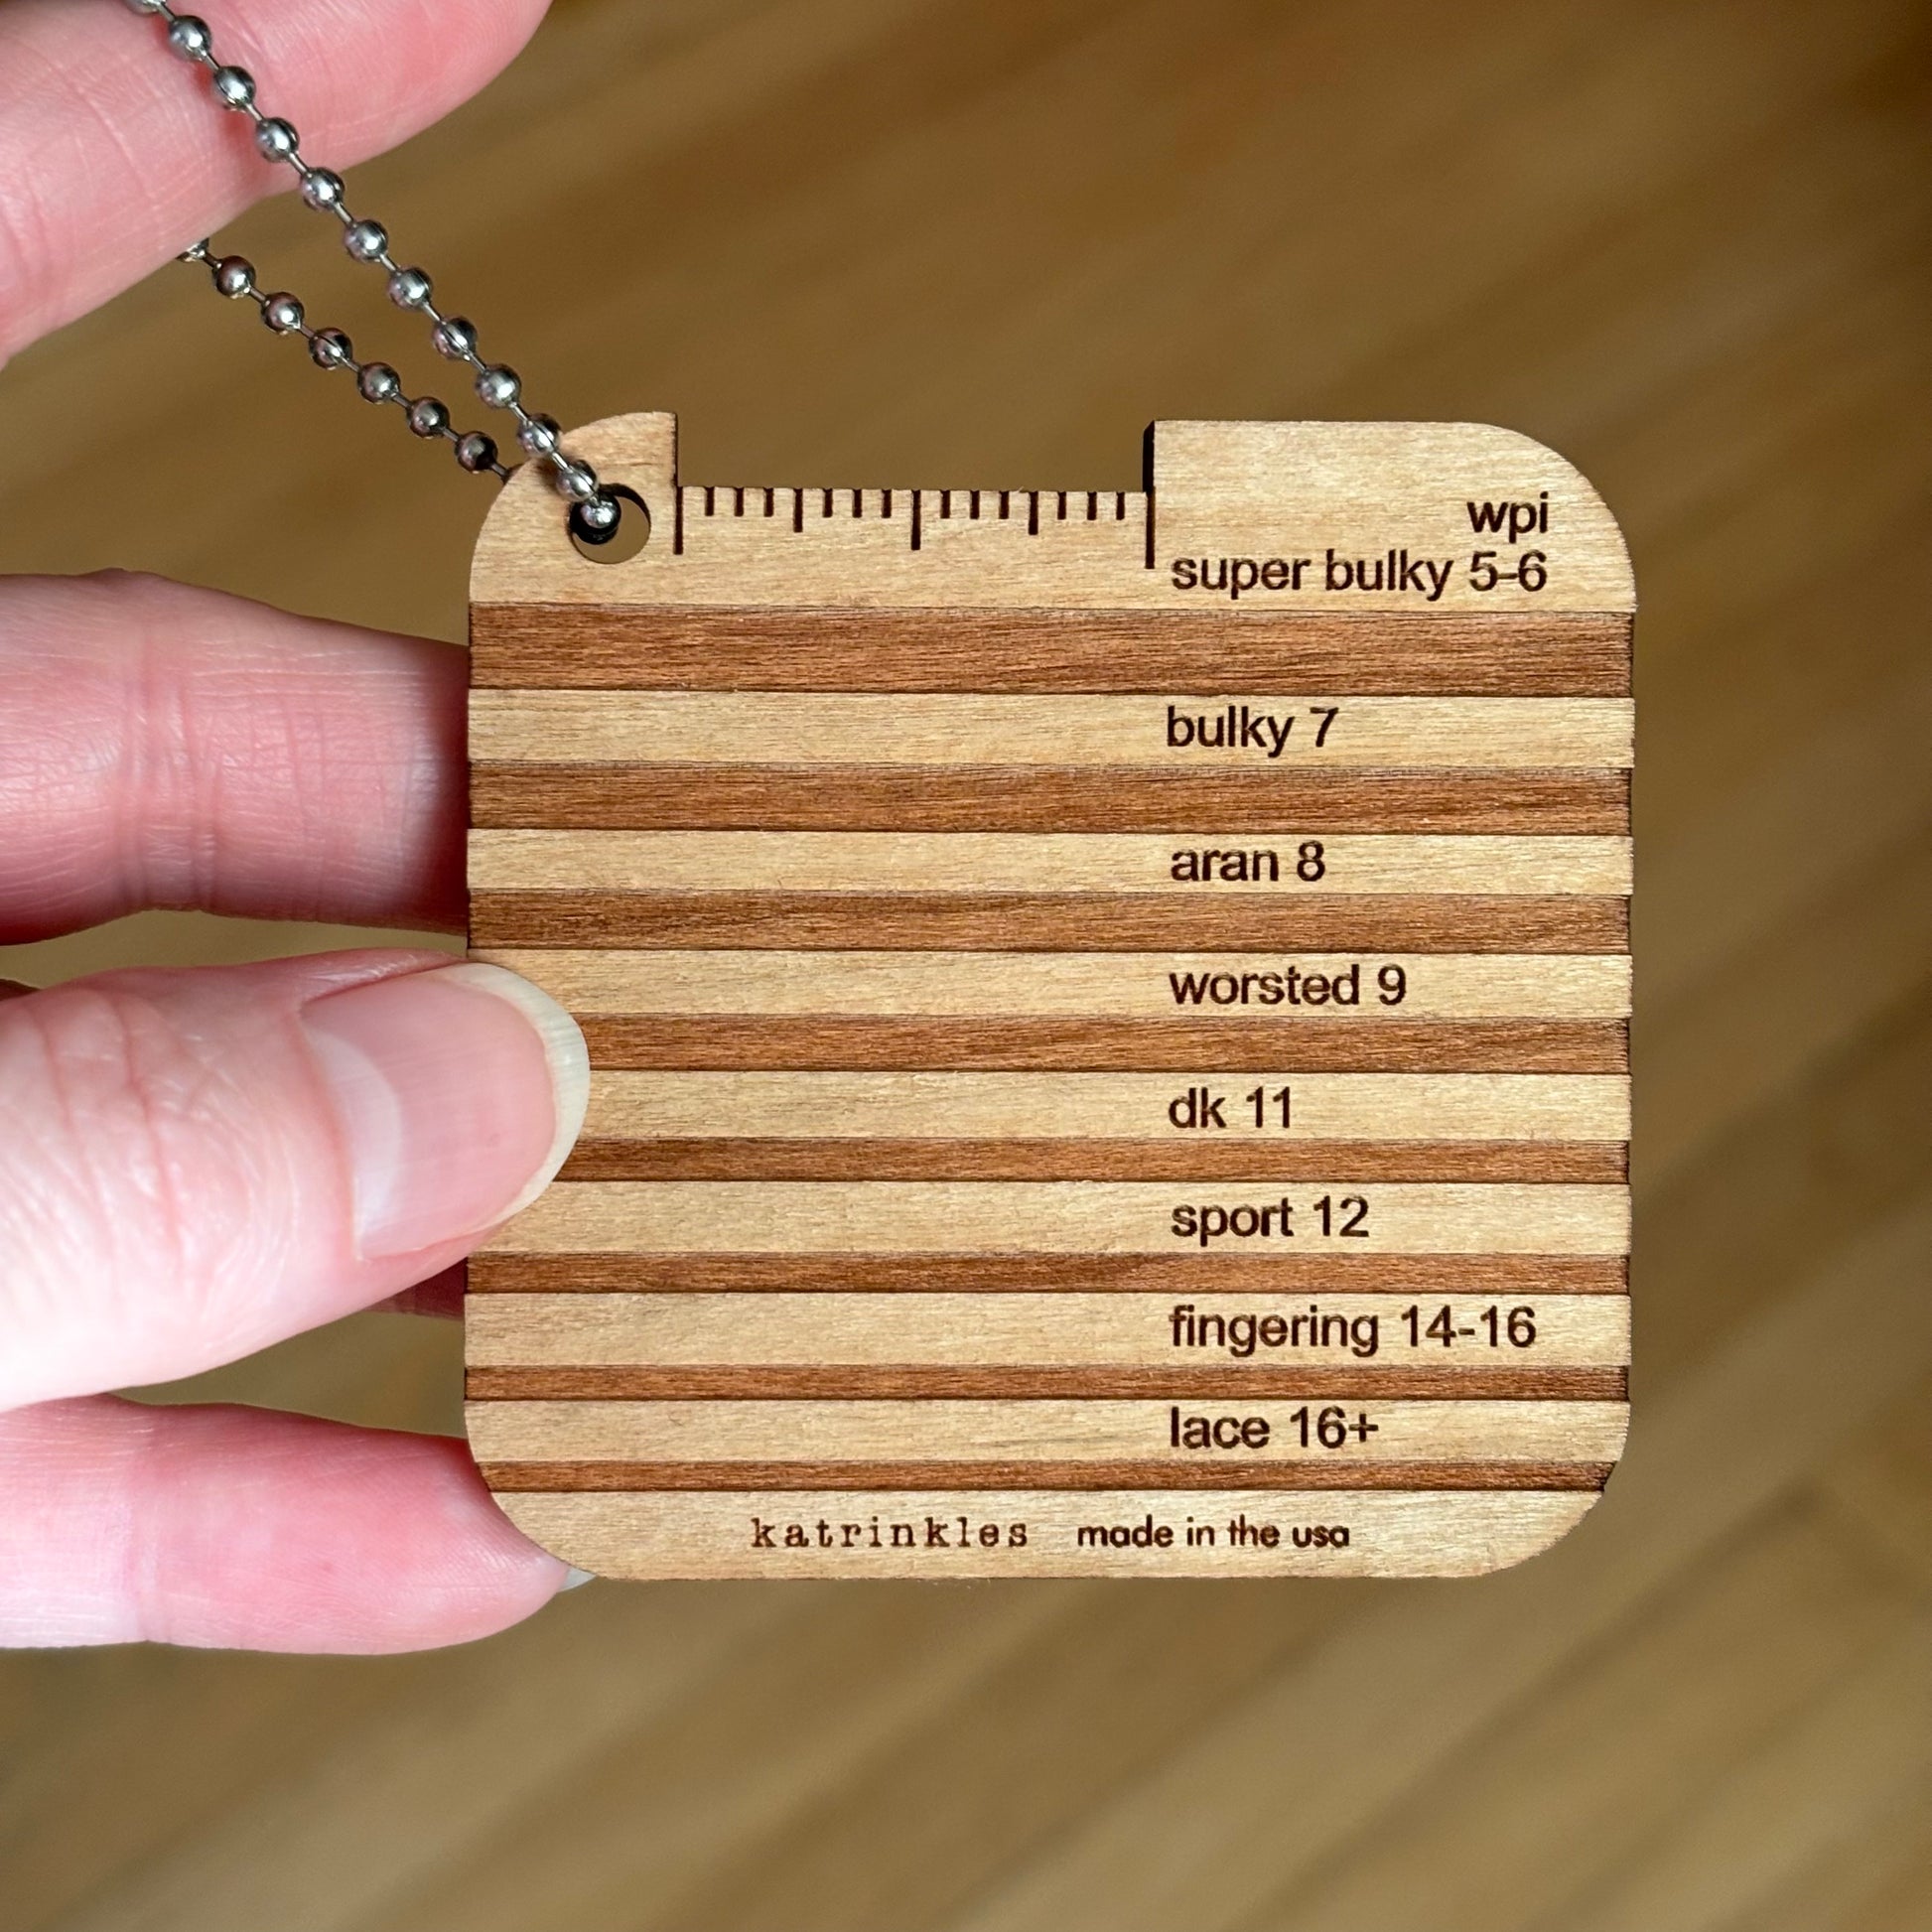 wpi
super bulky 5-6
bulky 7
aran 8
worsted 9
dk 11
sport 12
fingering 14-16
lace 16+
katrinkles made in the usa